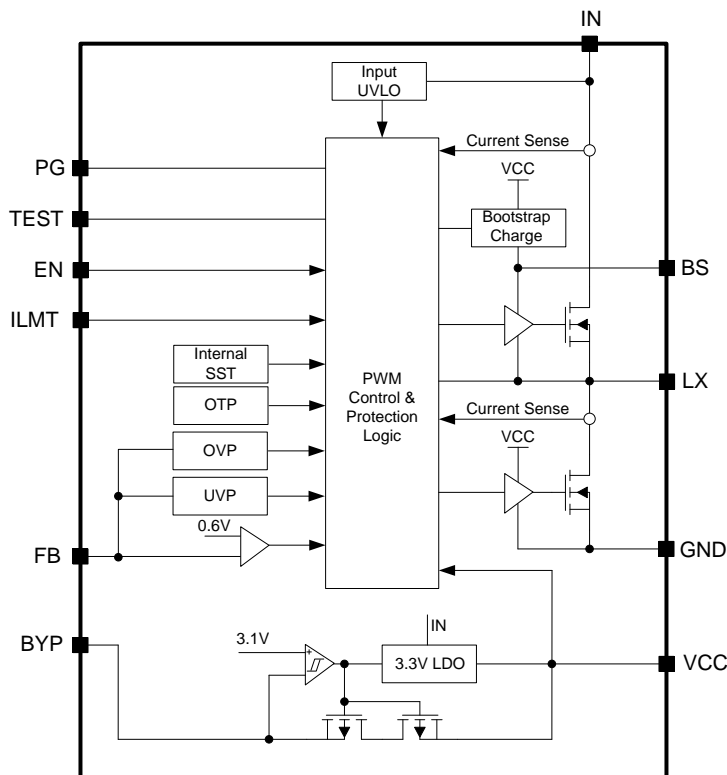 IN
Input
UVLO
Current Sense
PG
VCC
TEST
Bootstrap
Charge
EN
BS
ILMT
Internal
SST
PWM
Control &
Protection
Logic
LX
OTP
Current Sense
OVP
VCC
UVP
0.6V
FB
GND
BYP
IN
3.1V
+
-
3.3V LDO
VCC